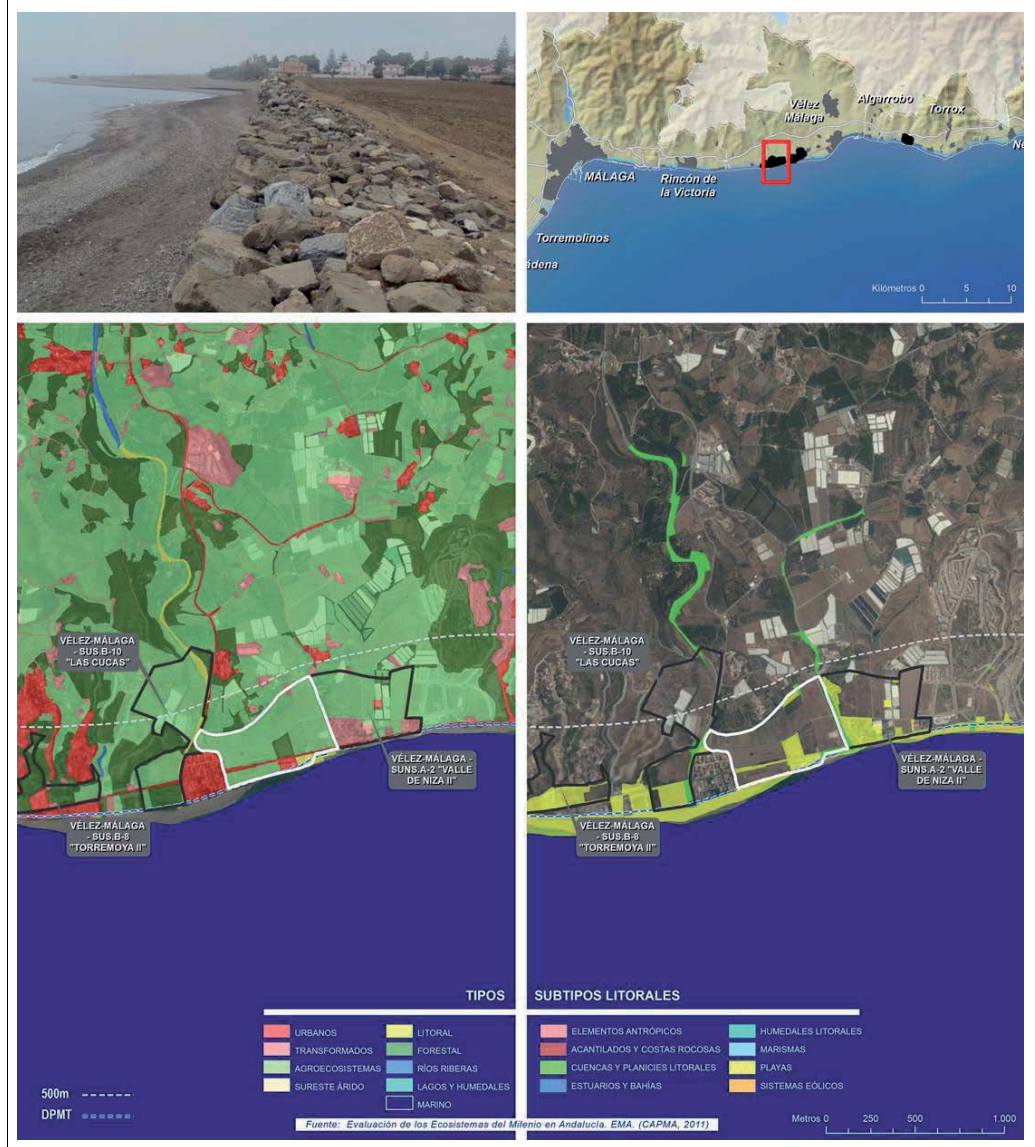 Vélez
Málaga
Algarrobo
Torrox
Ne
MÁLAGA
Rincón de
la Victoria
Torremolinos
ádena
Kilómetros 0 5 10
VÉLEZ-MÁLAGA
- SUS.B-10
"LAS CUCAS"
VÉLEZ-MÁLAGA -
SUNS.A-2 "VALLE
DE NIZA II"
VÉLEZ-MÁLAGA
- SUS.B-8
"TORREMOYA II"
VÉLEZ-MÁLAGA
- SUS.B-10
"LAS CUCAS"
VÉLEZ-MÁLAGA -
SUNS.A-2 "VALLE
DE NIZA II"
VÉLEZ-MÁLAGA
- SUS.B-8
"TORREMOYA II"
TIPOS
URBANOS
TRANSFORMADOS
AGROECOSISTEMAS
SURESTE ÁRIDO
LITORAL
FORESTAL
RÍOS RIBERAS
LAGOS Y HUMEDALES
MARINO
500m
DPMT
SUBTIPOS LITORALES
ELEMENTOS ANTRÓPICOS
ACANTILADOS Y COSTAS ROCOSAS
CUENCAS Y PLANICIES LITORALES
ESTUARIOS Y BAHÍAS
HUMEDALES LITORALES
MARISMAS
PLAYAS
SISTEMAS EÓLICOS
Fuente: Evaluación de los Ecosistemas del Milenio en Andalucía. EMA. (CAPMA, 2011)
Metros 0 250 500 1.000